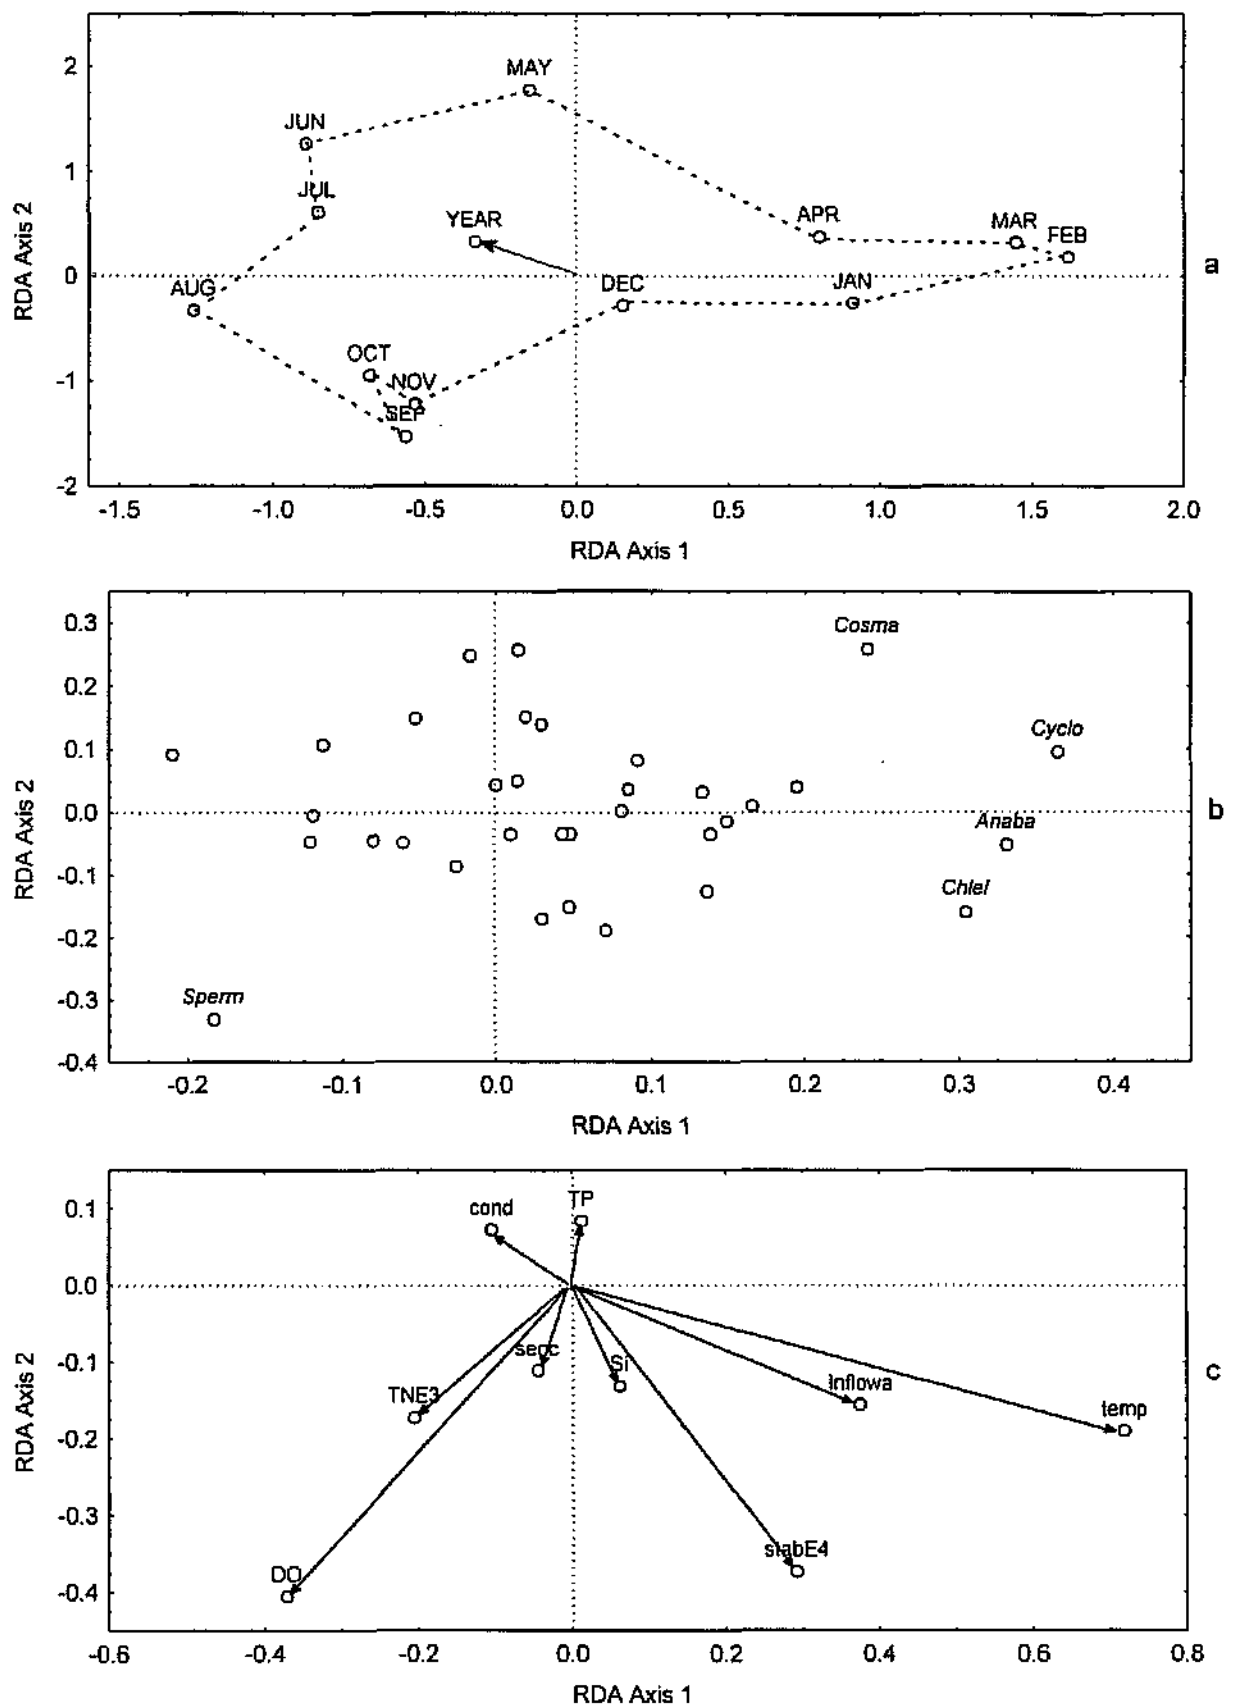 2
MAY
JUN
1
JUL
YEAR
APR
MAR
FEB
RDA Axis 2
0
AUG
DEC
JAN
a
OCT
NOV
-1
SEP
-2
-1.5 -1.0 -0.5 0.0 0.5 1.0 1.5 2.0
RDA Axis 1
0.3
Cosma
0.2
0.1
Cyclo
RDA Axis 2
0.0
Anaba
b
-0.1
Chlel
-0.2
-0.3
Sperm
-0.4
-0.2 -0.1 0.0 0.1 0.2 0.3 0.4
RDA Axis 1
0.1
cond
TP
0.0
-0.1
secc
Si
Inflowa
c
RDA Axis 2
TNE3
temp
-0.2
-0.3
stabE4
DO
-0.4
-0.6 -0.4 -0.2 0.0 0.2 0.4 0.6 0.8
RDA Axis 1